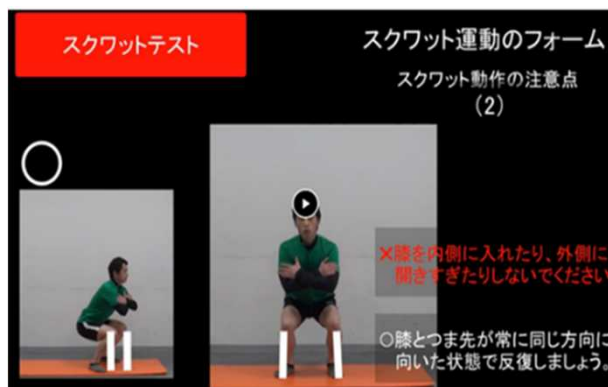 スクワットテスト
スクワット運動のフォーム
スクワット動作の注意点
(2)
×膝を内側に入れたり、外側に
開きすぎたりしないでください
○膝とつま先が常に同じ方向に
向いた状態で反復しましょう。